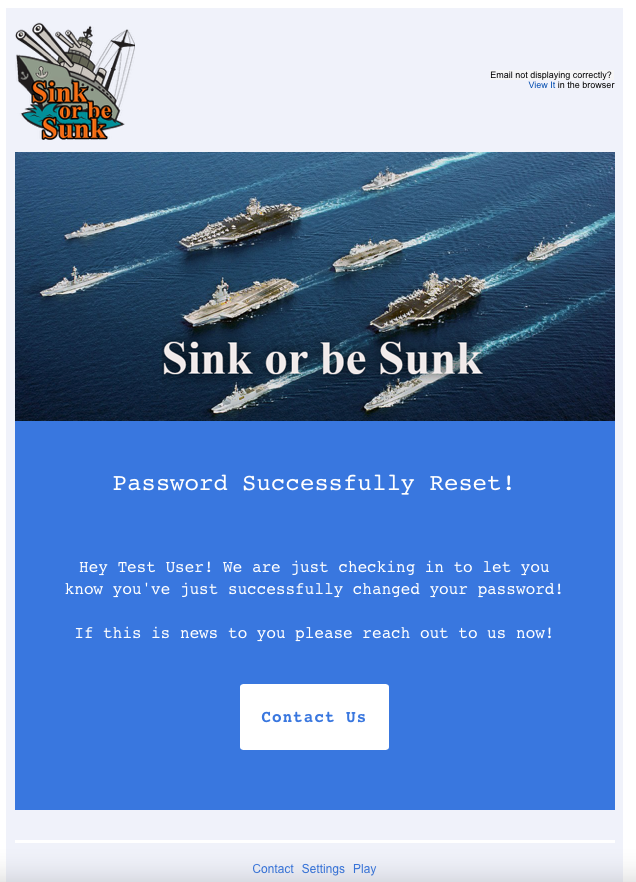 Sink
or be
Sunk
Email not displaying correctly?
View It in the browser
Sink or be Sunk
Password Successfully Reset!
Hey Test User! We are just checking in to let you
know you've just successfully changed your password!
If this is news to you please reach out to us now!
Contact Us
Contact Settings Play